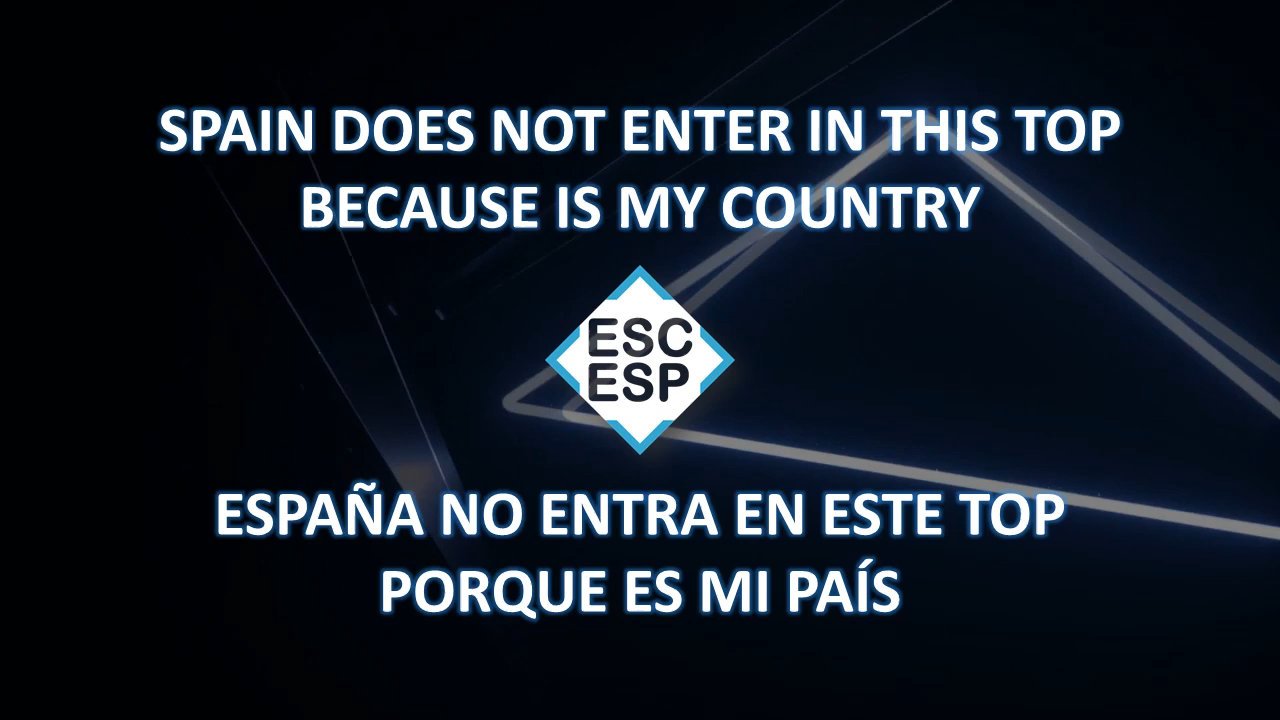 SPAIN DOES NOT ENTER IN THIS TOP
BECAUSE IS MY COUNTRY
ESC
ESP
ESPAÑA NO ENTRA EN ESTE TOP
PORQUE ES MI PAÍS